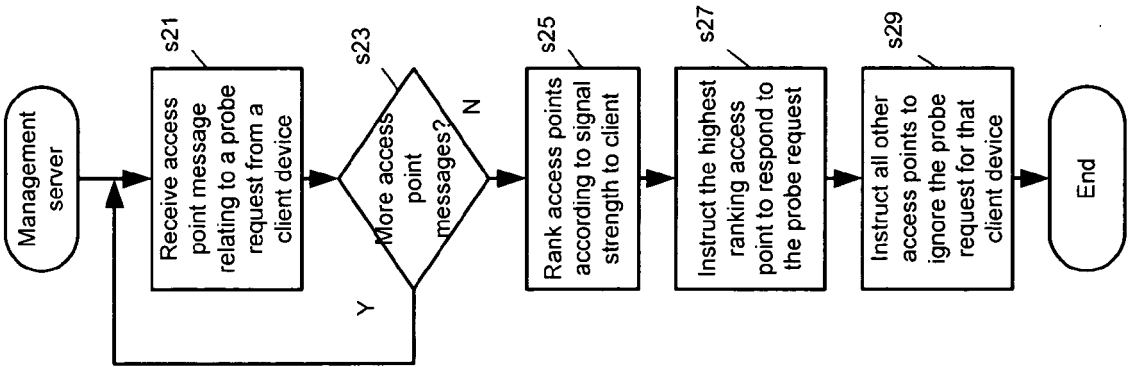 Management
server
s21
Receive access
point message
relating to a probe
request from a
client device
s23
More access
point
messages?
Y
N
s25
Rank access points
according to signal
strength to client
s27
Instruct the highest
ranking access
point to respond to
the probe request
s29
Instruct all other
access points to
ignore the probe
request for that
client device
End